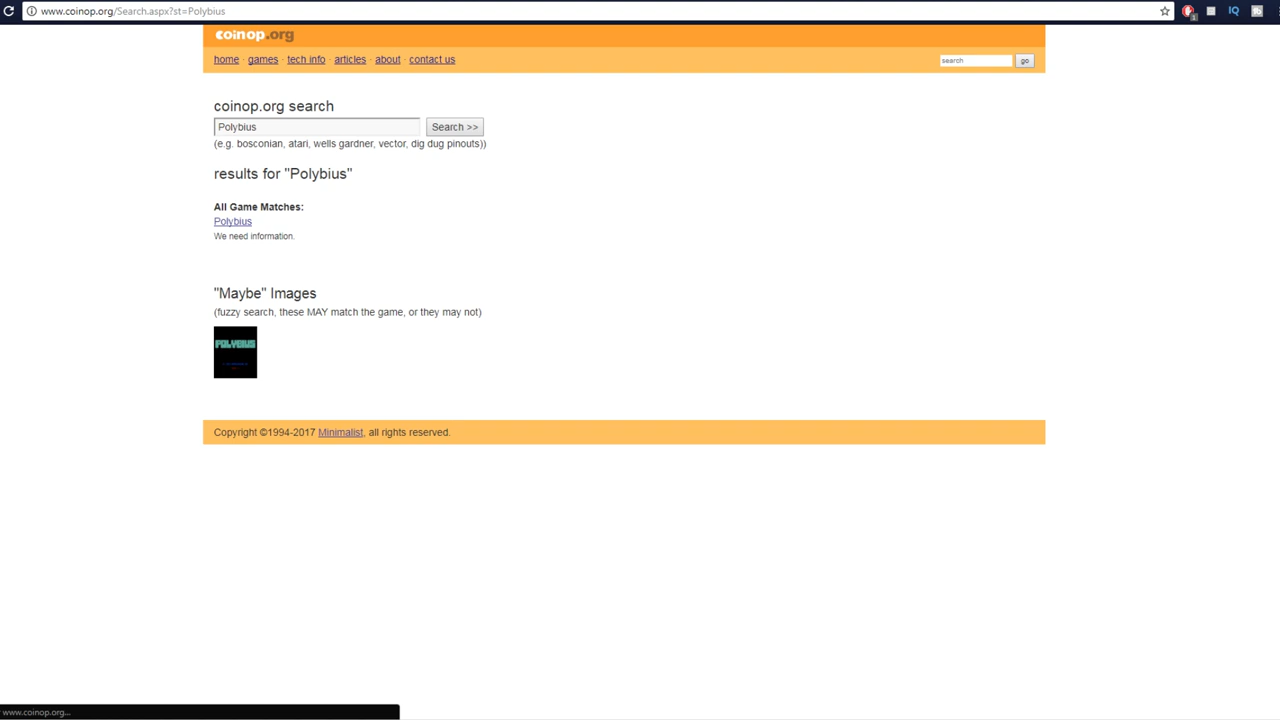 www.coinop.org/Search.aspx?st=Polybius
coinop.org
home · games · tech info · articles · about · contact us
search
go
coinop.org search
Polybius
Search >>
(e.g. bosconian, atari, wells gardner, vector, dig dug pinouts))
results for "Polybius"
All Game Matches:
Polybius
We need information.
"Maybe" Images
(fuzzy search, these MAY match the game, or they may not)
POLYBIUS
Copyright ©1994-2017 Minimalist, all rights reserved.
www.coinop.org...